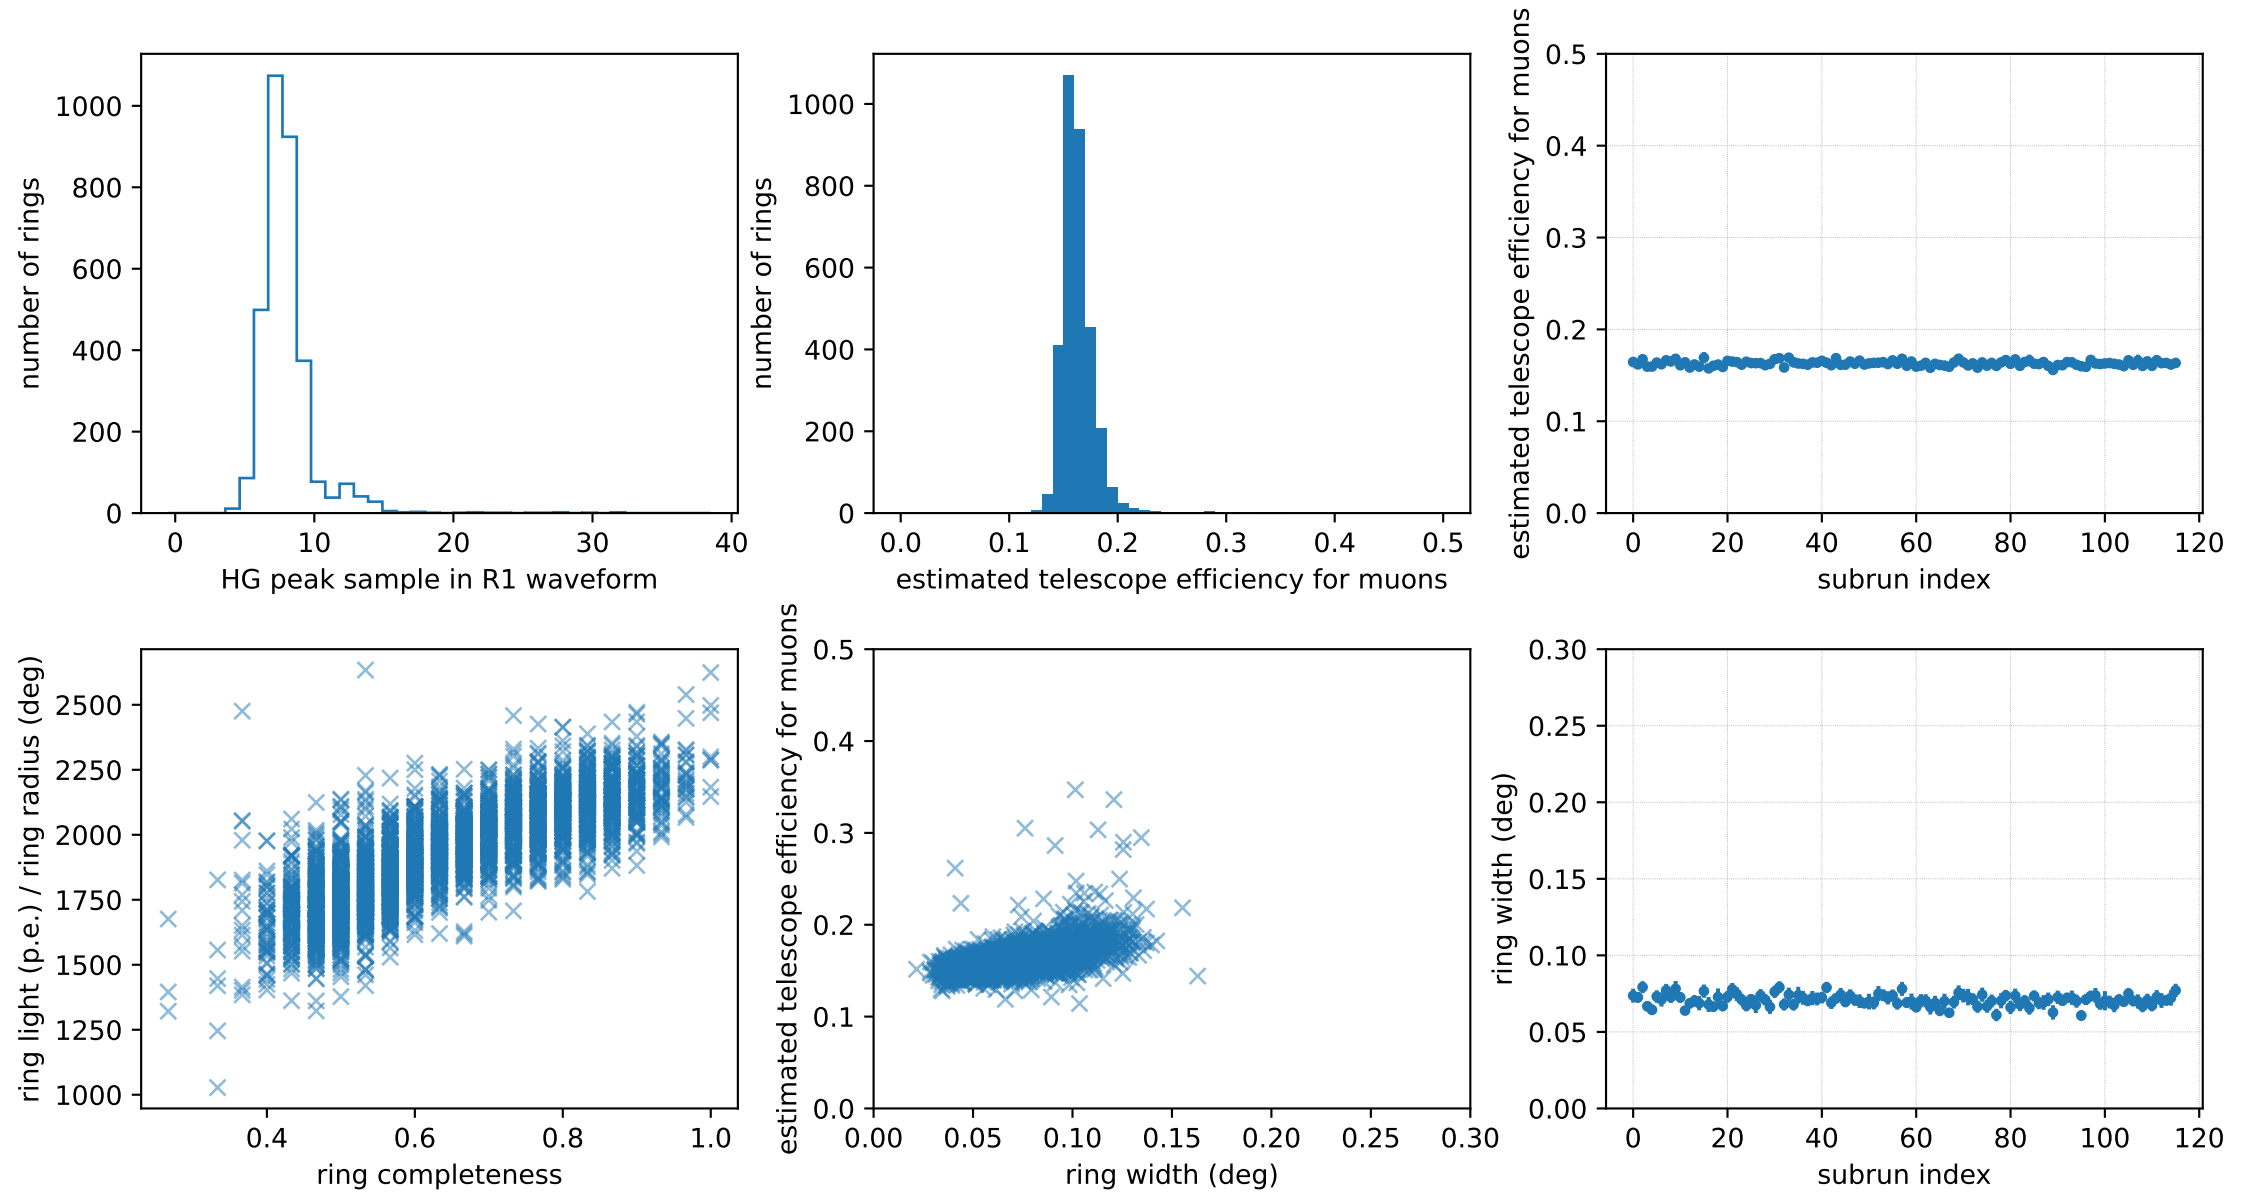 number of rings
1000
800
600
400
200
0
0 10 20 30 40
HG peak sample in R1 waveform
number of rings
1000
800
600
400
200
0
0.0 0.1 0.2 0.3 0.4 0.5
estimated telescope efficiency for muons
estimated telescope efficiency for muons
0.5
0.4
0.3
0.2
0.1
0.0
0 20 40 60 80 100 120
subrun index
ring light (p.e.) / ring radius (deg)
2500
2250
2000
1750
1500
1250
1000
0.4 0.6 0.8 1.0
ring completeness
estimated telescope efficiency for muons
0.5
0.4
0.3
0.2
0.1
0.0
0.00 0.05 0.10 0.15 0.20 0.25 0.30
ring width (deg)
ring width (deg)
0.30
0.25
0.20
0.15
0.10
0.05
0.00
0 20 40 60 80 100 120
subrun index